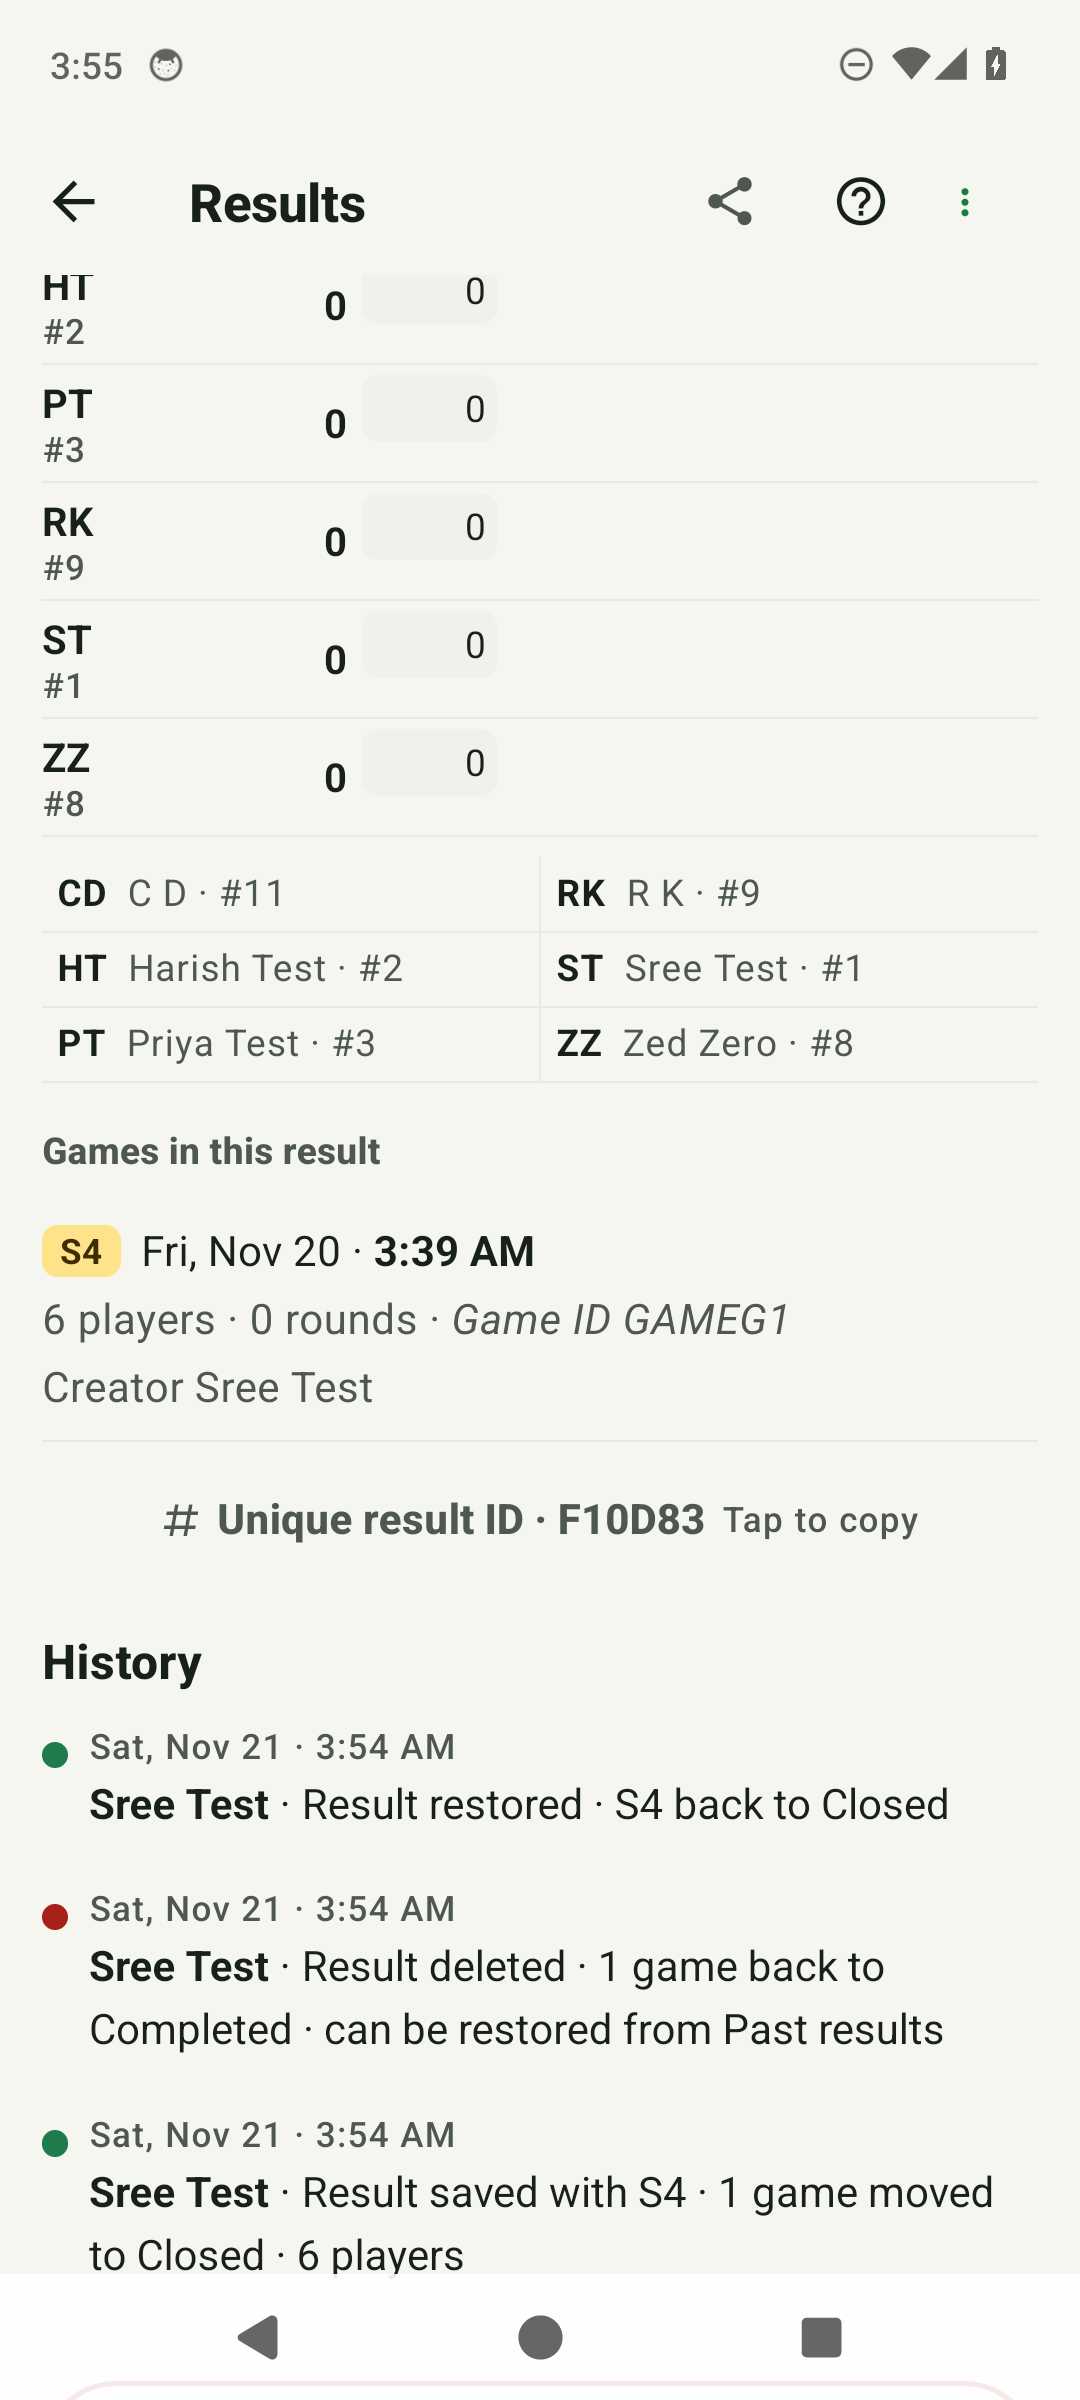 3:55
Results
HT 0 0
#2
PT 0 0
#3
RK 0 0
#9
ST 0 0
#1
ZZ 0 0
#8
CD C D · #11 RK R K · #9
HT Harish Test · #2 ST Sree Test · #1
PT Priya Test · #3 ZZ Zed Zero · #8
Games in this result
S4 Fri, Nov 20 · 3:39 AM
6 players · 0 rounds · Game ID GAMEG1
Creator Sree Test
# Unique result ID · F10D83 Tap to copy
History
Sat, Nov 21 · 3:54 AM
Sree Test · Result restored · S4 back to Closed
Sat, Nov 21 · 3:54 AM
Sree Test · Result deleted · 1 game back to
Completed · can be restored from Past results
Sat, Nov 21 · 3:54 AM
Sree Test · Result saved with S4 · 1 game moved
to Closed · 6 players